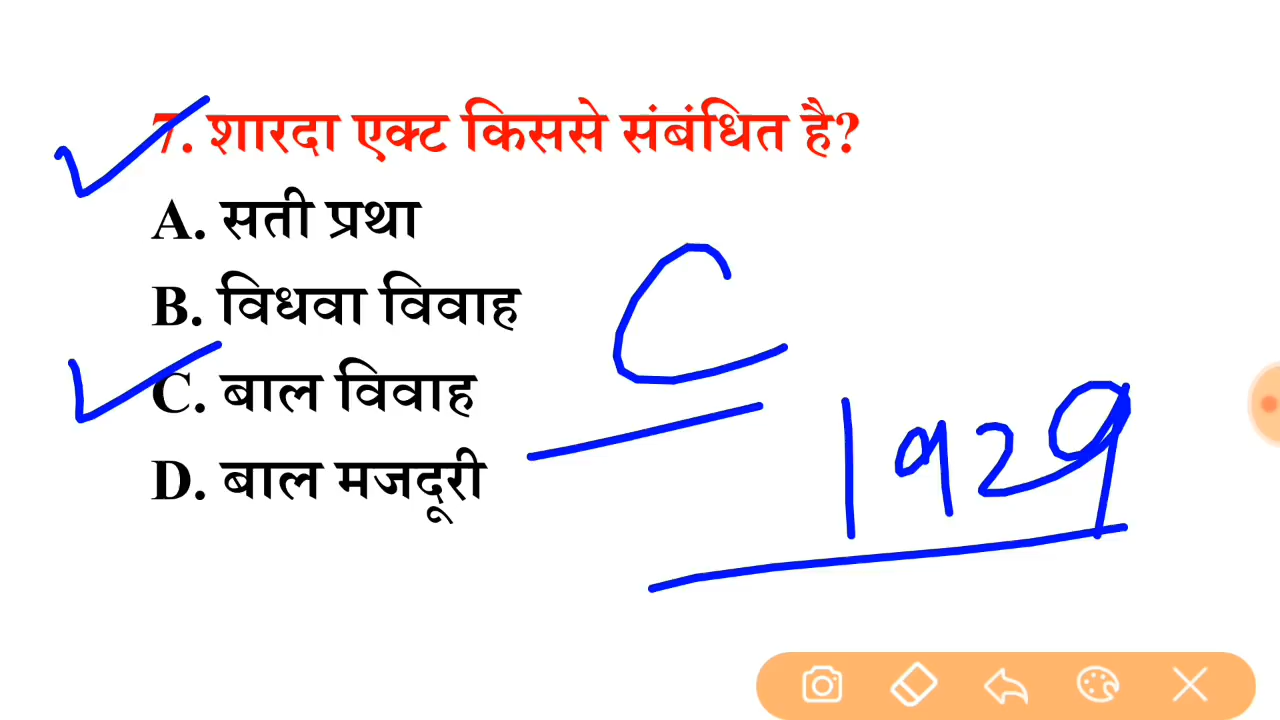 7. शारदा एक्ट किससे संबंधित है?
A. सती प्रथा
B. विधवा विवाह
C. बाल विवाह
D. बाल मजदूरी
C
1929